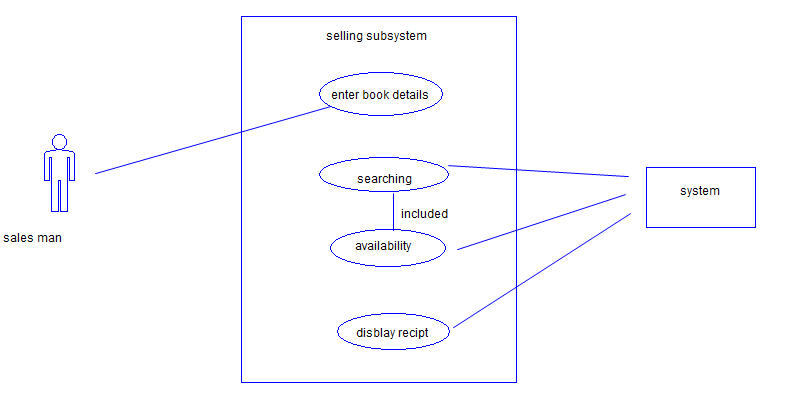 selling subsystem
enter book details
searching
system
included
sales man
availability
disblay recipt